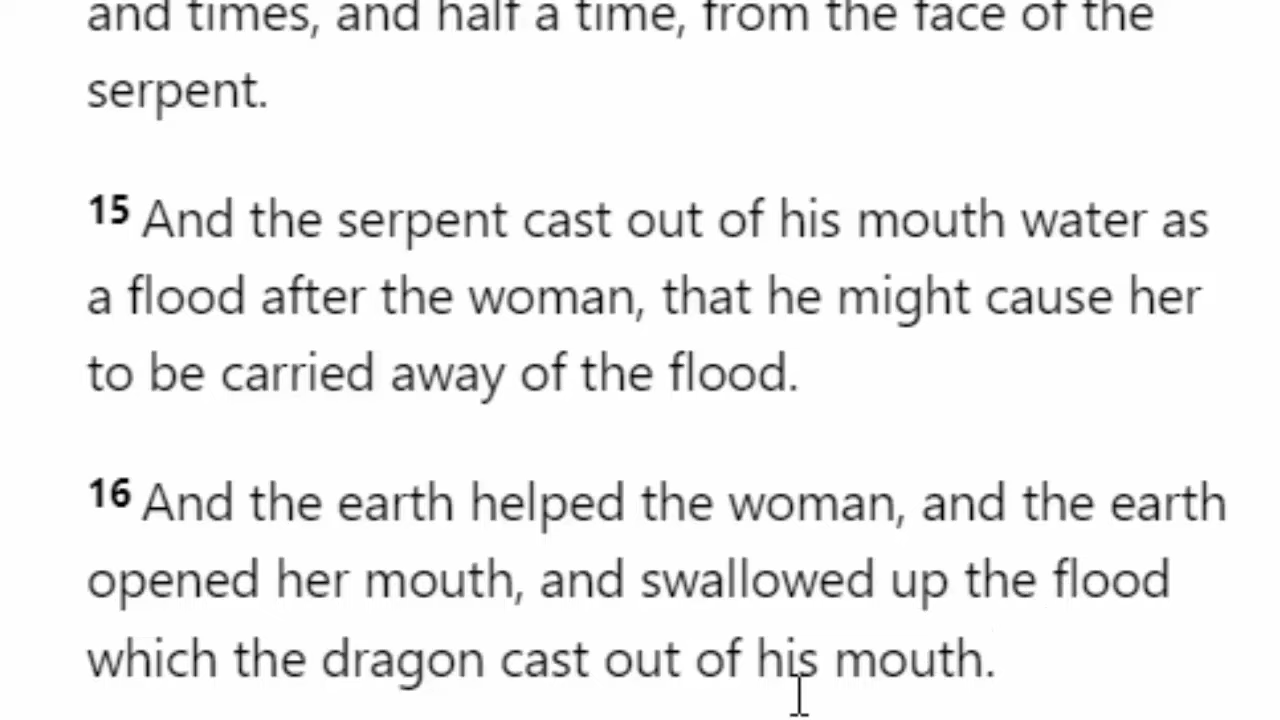 and times, and half a time, from the face of the
serpent.
15 And the serpent cast out of his mouth water as
a flood after the woman, that he might cause her
to be carried away of the flood.
16 And the earth helped the woman, and the earth
opened her mouth, and swallowed up the flood
which the dragon cast out of his mouth.